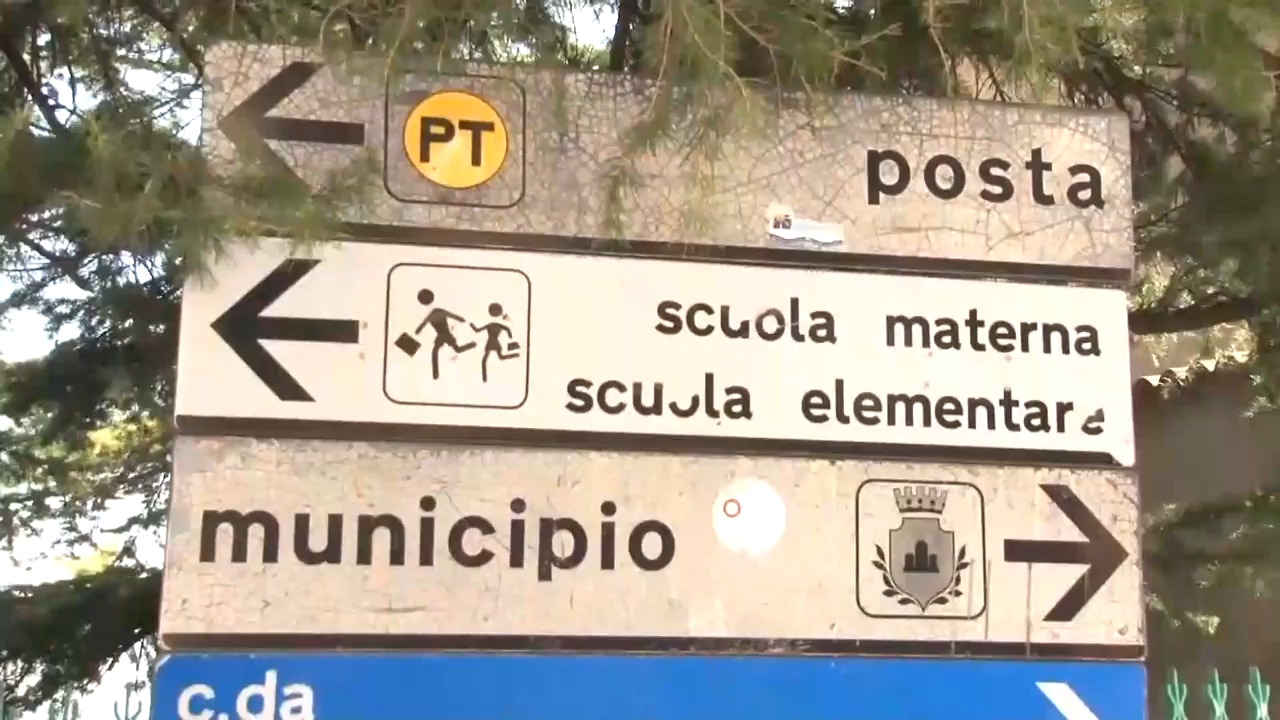 PT posta
scuola materna
scuola elementare
municipio
c.da